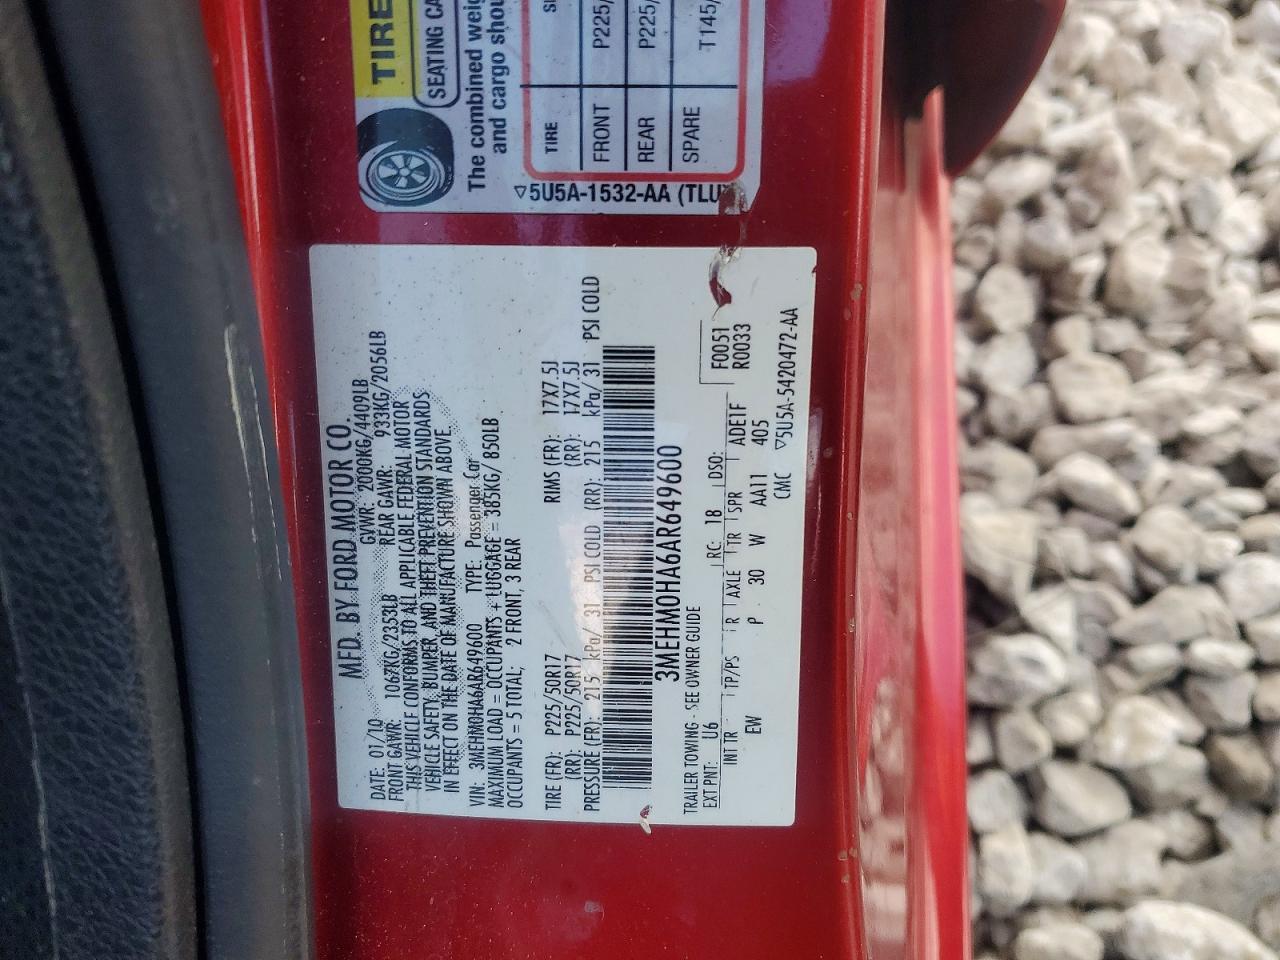 TIRE
SEATING CA
The combined weig
and cargo shou
TIRE SI
FRONT P225/
REAR P225/
SPARE T145/
▽5U5A-1532-AA (TLU
MFD. BY FORD MOTOR CO.
DATE: 01/10 GVWR: 2000KG/4409LB
FRONT GAWR: 1067KG/2353LB REAR GAWR: 933KG/2056LB
THIS VEHICLE CONFORMS TO ALL APPLICABLE FEDERAL MOTOR
VEHICLE SAFETY, BUMPER, AND THEFT PREVENTION STANDARDS
IN EFFECT ON THE DATE OF MANUFACTURE SHOWN ABOVE.
VIN: 3MEHM0HA6AR649600 TYPE: Passenger Car
MAXIMUM LOAD = OCCUPANTS + LUGGAGE = 385KG/ 850LB
OCCUPANTS = 5 TOTAL; 2 FRONT, 3 REAR
TIRE (FR): P225/50R17 RIMS (FR): 17X7.5J
(RR): P225/50R17 (RR): 17X7.5J
PRESSURE (FR): 215 kPa/ 31 PSI COLD (RR): 215 kPa/ 31 PSI COLD
3MEHM0HA6AR649600
TRAILER TOWING - SEE OWNER GUIDE F0051
EXT PNT: U6 RC: 18 DSO: R0033
INT TR TP/PS R AXLE TR SPR ADE1F
EW P 30 W AA11 405
CMC ▽5U5A-5420472-AA